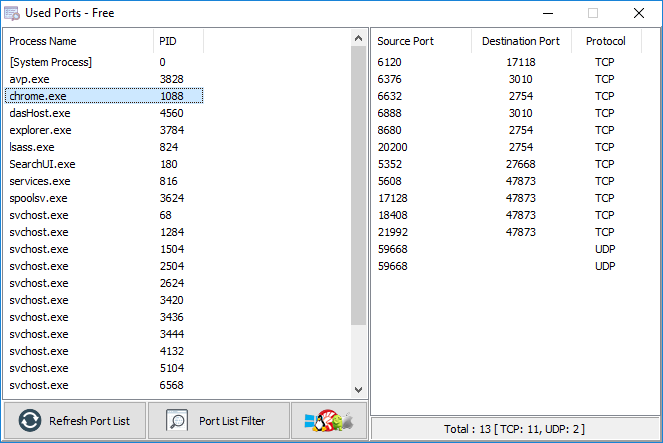 Used Ports - Free
Process Name PID
[System Process] 0
avp.exe 3828
chrome.exe 1088
dasHost.exe 4560
explorer.exe 3784
lsass.exe 824
SearchUI.exe 180
services.exe 816
spoolsv.exe 3624
svchost.exe 68
svchost.exe 1284
svchost.exe 1504
svchost.exe 2504
svchost.exe 2624
svchost.exe 3420
svchost.exe 3436
svchost.exe 3444
svchost.exe 4132
svchost.exe 5104
svchost.exe 6568
Refresh Port List
Port List Filter
Source Port Destination Port Protocol
6120 17118 TCP
6376 3010 TCP
6632 2754 TCP
6888 3010 TCP
8680 2754 TCP
20200 2754 TCP
5352 27668 TCP
5608 47873 TCP
17128 47873 TCP
18408 47873 TCP
21992 47873 TCP
59668 UDP
59668 UDP
Total : 13 [ TCP: 11, UDP: 2 ]